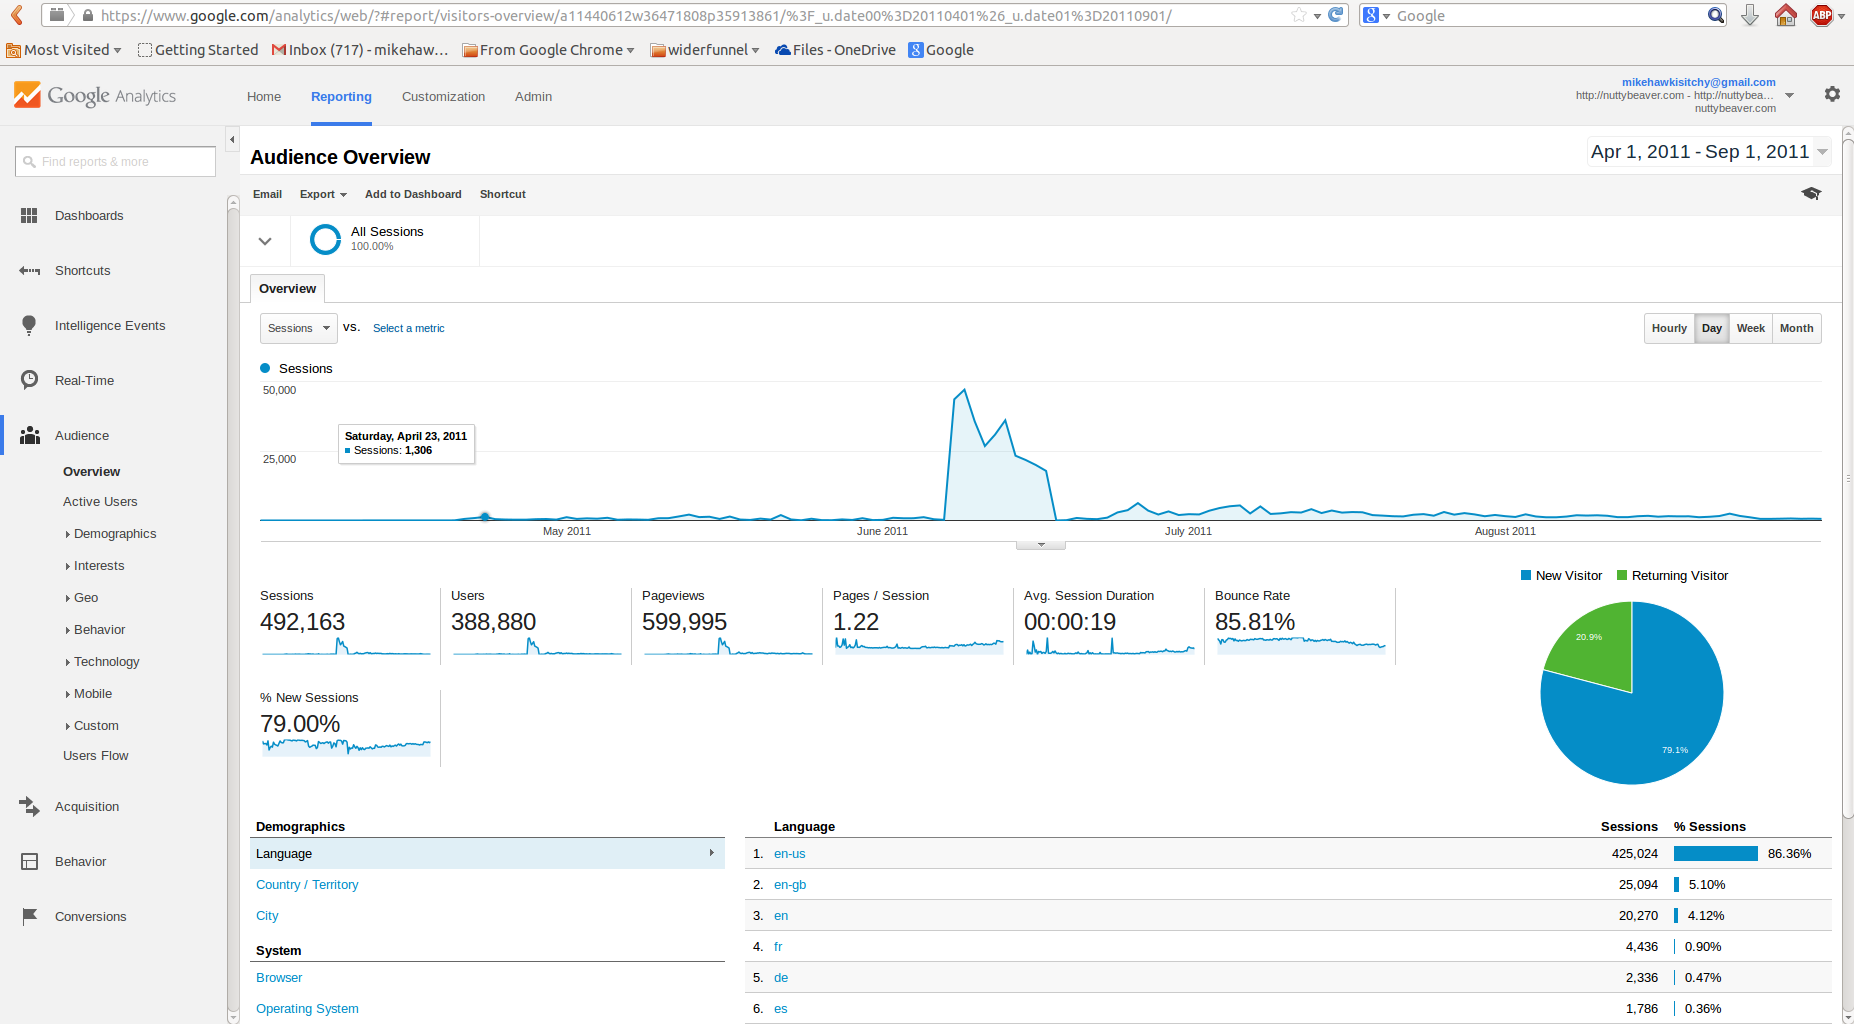 https://www.google.com/analytics/web/?#report/visitors-overview/a11440612w36471808p35913861/%3F_u.date00%3D20110401%26_u.date01%3D20110901/
Google
ABP
Most Visited
Getting Started
Inbox (717) - mikehaw...
From Google Chrome
widerfunnel
Files - OneDrive
Google
Google Analytics
Home
Reporting
Customization
Admin
mikehawkisitchy@gmail.com
http://nuttybeaver.com - http://nuttybea...
nuttybeaver.com
Find reports & more
Dashboards
Shortcuts
Intelligence Events
Real-Time
Audience
Overview
Active Users
Demographics
Interests
Geo
Behavior
Technology
Mobile
Custom
Users Flow
Acquisition
Behavior
Conversions
Audience Overview
Apr 1, 2011 - Sep 1, 2011
Email
Export
Add to Dashboard
Shortcut
All Sessions
100.00%
Overview
Sessions
VS.
Select a metric
Hourly
Day
Week
Month
Sessions
50,000
25,000
Saturday, April 23, 2011
Sessions: 1,306
May 2011
June 2011
July 2011
August 2011
Sessions
492,163
Users
388,880
Pageviews
599,995
Pages / Session
1.22
Avg. Session Duration
00:00:19
Bounce Rate
85.81%
% New Sessions
79.00%
New Visitor
Returning Visitor
20.9%
79.1%
Demographics
Language
Country / Territory
City
System
Browser
Operating System
Language Sessions % Sessions
1. en-us 425,024 86.36%
2. en-gb 25,094 5.10%
3. en 20,270 4.12%
4. fr 4,436 0.90%
5. de 2,336 0.47%
6. es 1,786 0.36%